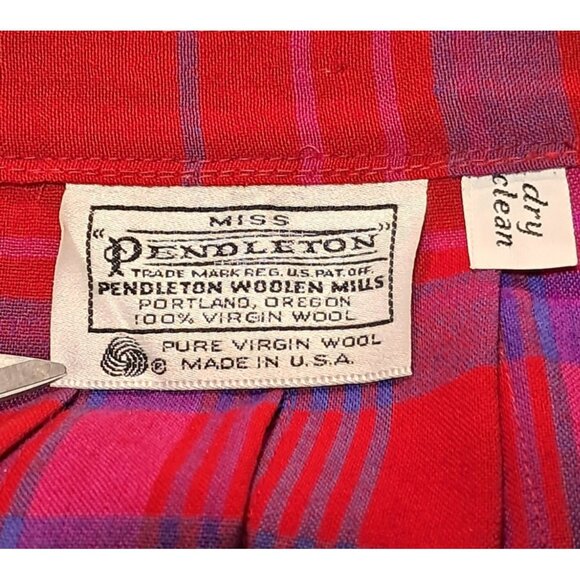 MISS
"PENDLETON"
TRADE MARK REG. U.S. PAT. OFF.
PENDLETON WOOLEN MILLS
PORTLAND, OREGON
100% VIRGIN WOOL
® PURE VIRGIN WOOL
MADE IN U.S.A.
dry
clean